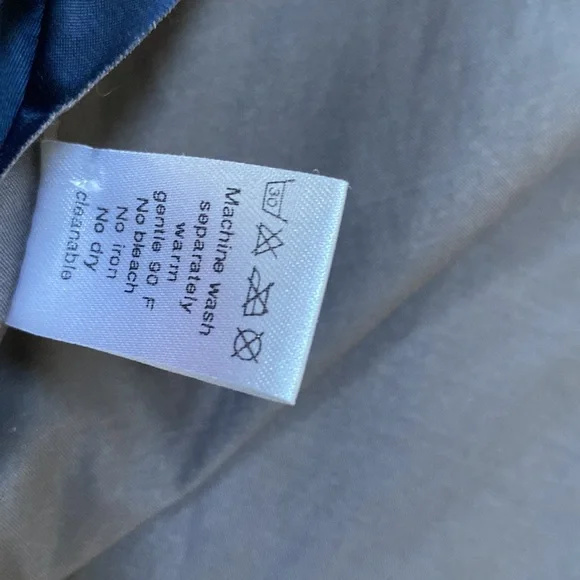 30
Machine wash
separately
warm
gentle 90 F
No bleach
No iron
No dry
cleanable